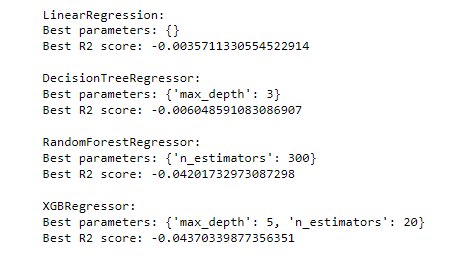 LinearRegression:
Best parameters: {}
Best R2 score: -0.0035711330554522914
DecisionTreeRegressor:
Best parameters: {'max_depth': 3}
Best R2 score: -0.006048591083086907
RandomForestRegressor:
Best parameters: {'n_estimators': 300}
Best R2 score: -0.04201732973087298
XGBRegressor:
Best parameters: {'max_depth': 5, 'n_estimators': 20}
Best R2 score: -0.04370339877356351